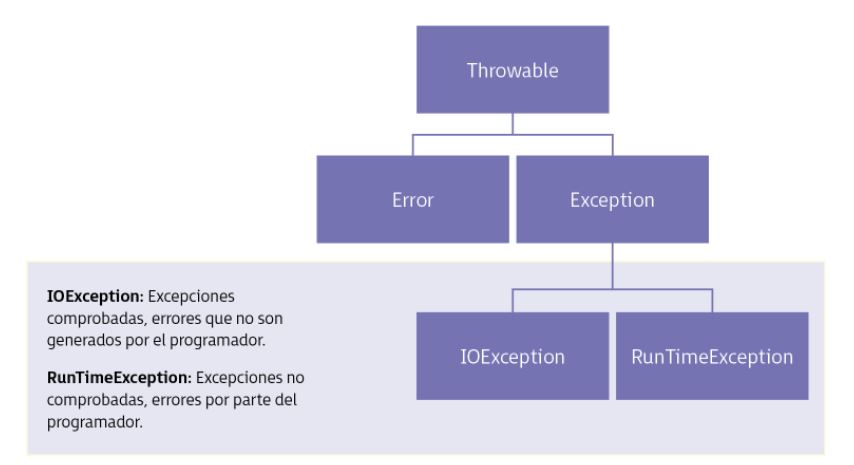 Throwable
Error
Exception
IOException: Excepciones
comprobadas, errores que no son
generados por el programador.
RunTimeException: Excepciones no
comprobadas, errores por parte del
programador.
IOException
RunTimeException